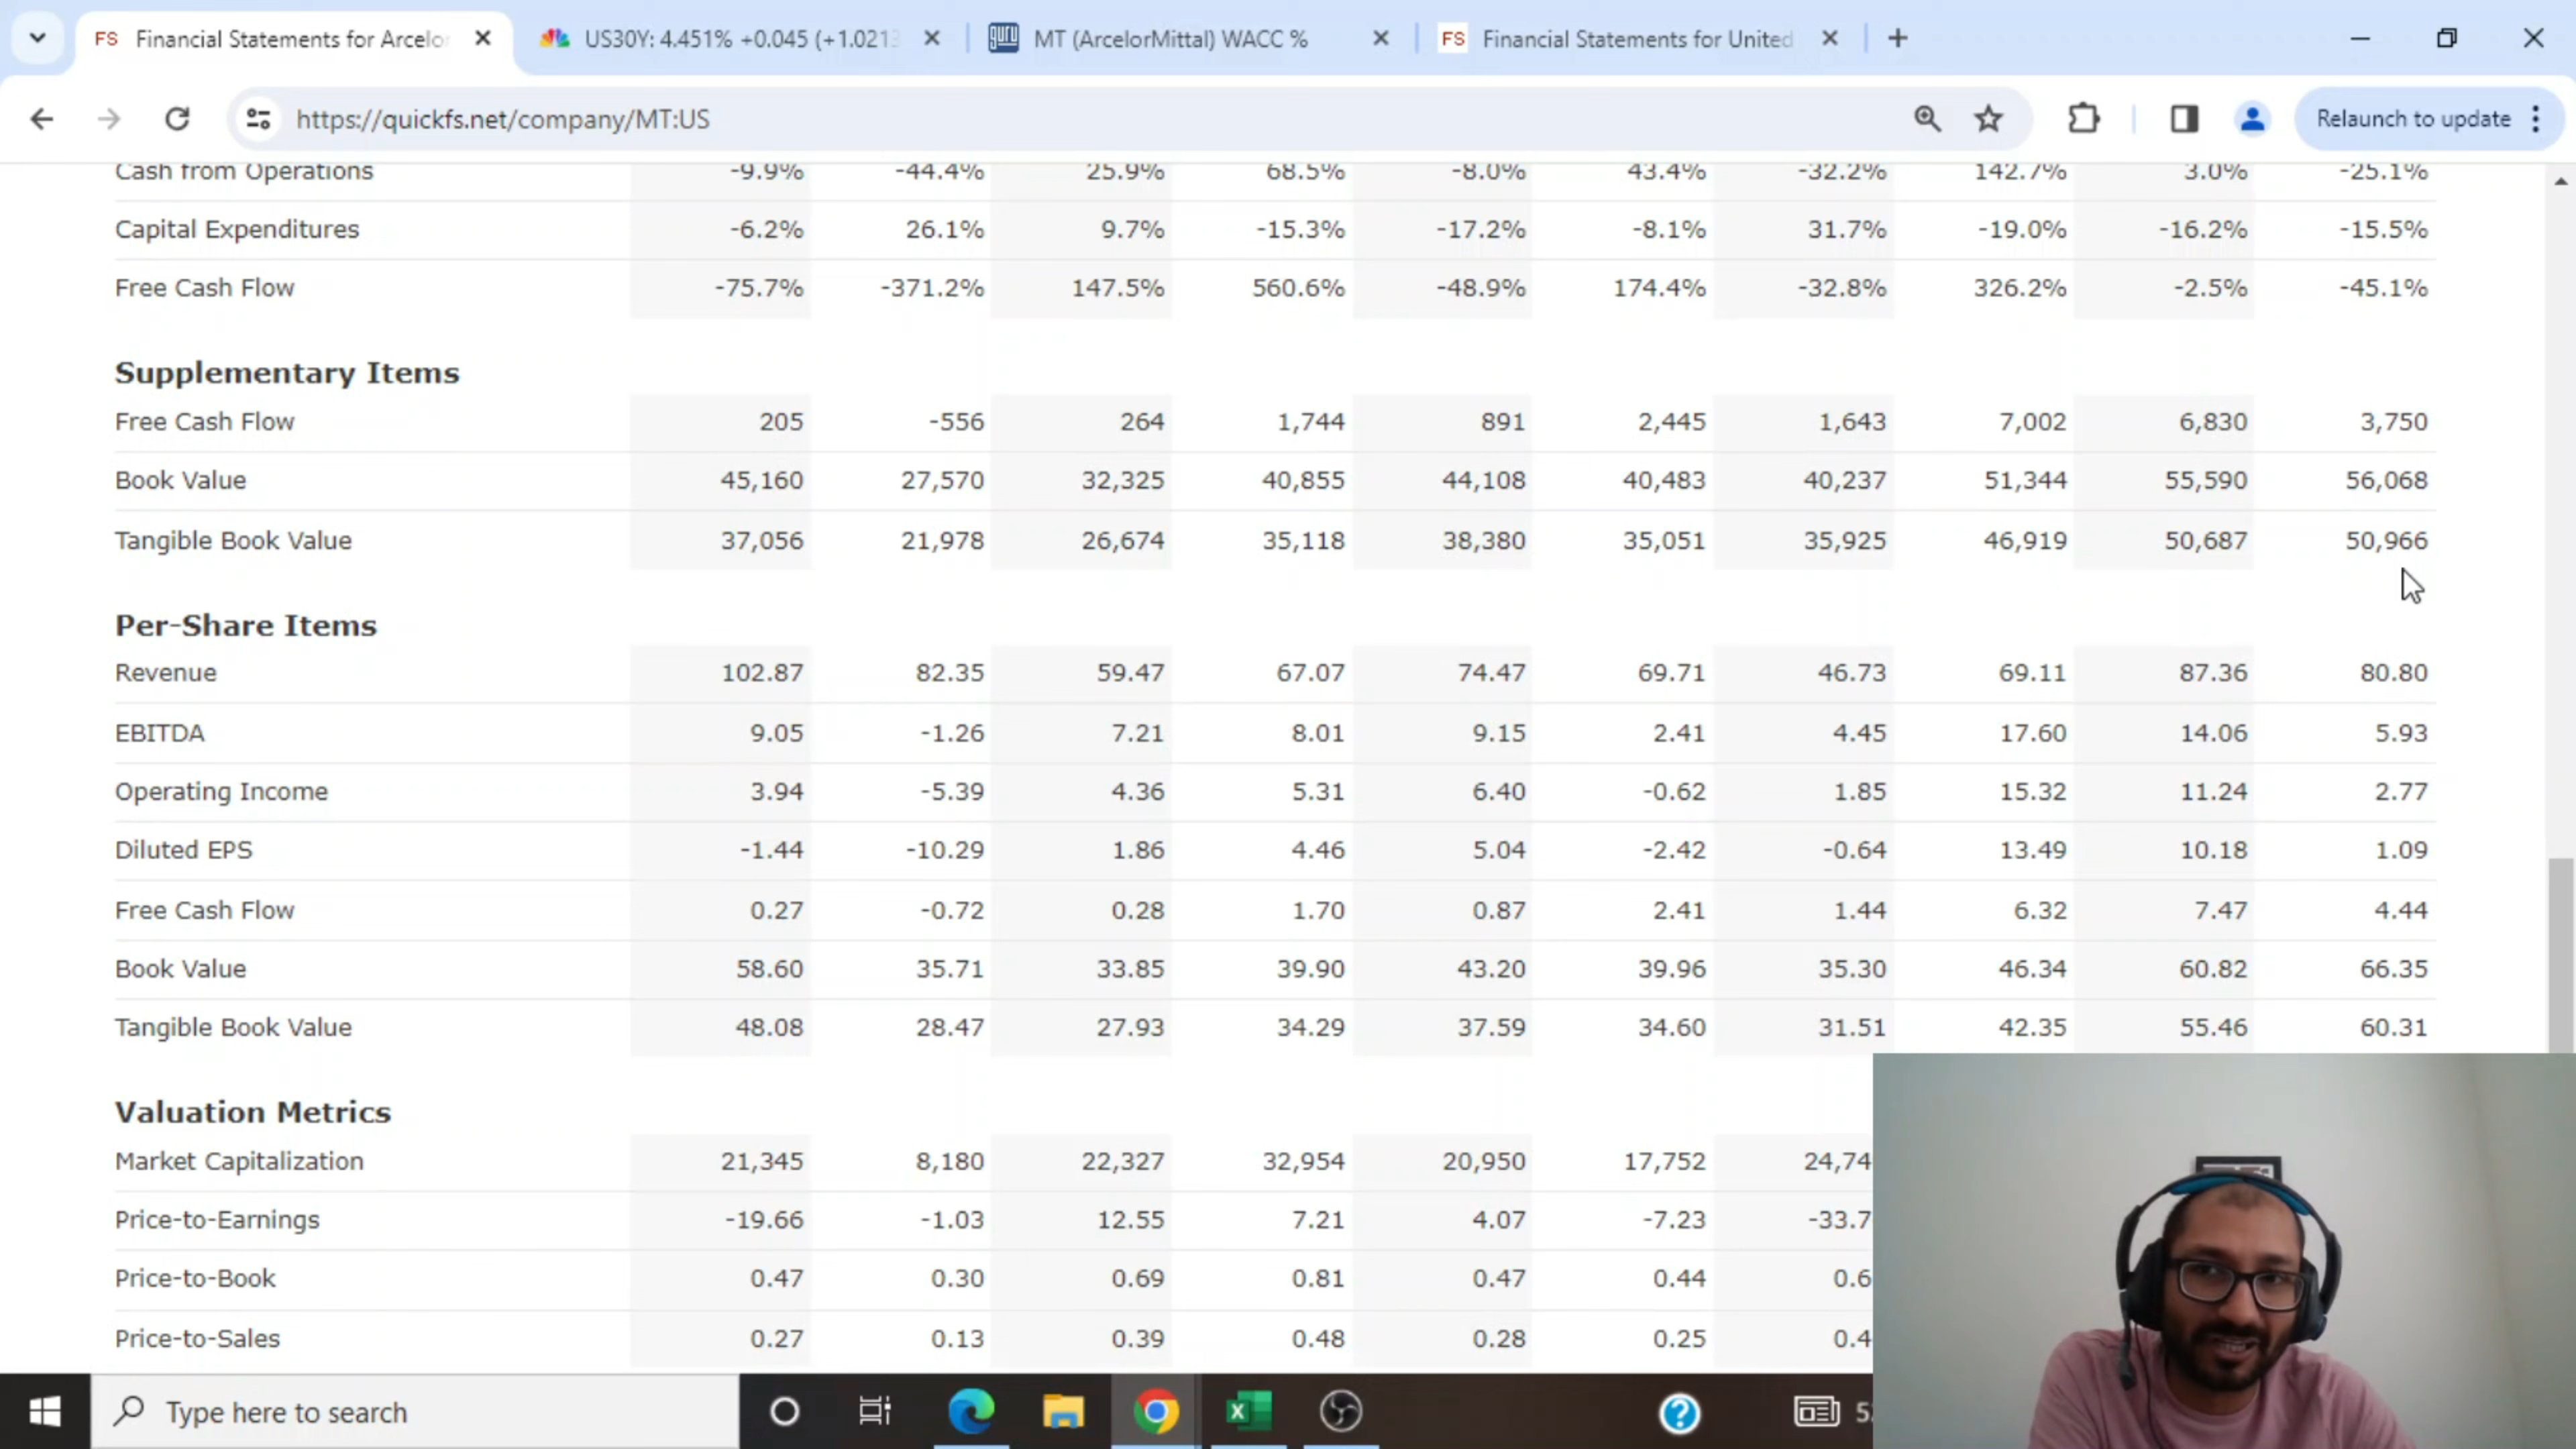 Financial Statements for Arcelor
US30Y: 4.451% +0.045 (+1.0213
guru
MT (ArcelorMittal) WACC %
FS Financial Statements for United
https://quickfs.net/company/MT:US
Relaunch to update
Cash from Operations -9.9% -44.4% 25.9% 68.5% -8.0% 43.4% -32.2% 142.7% 3.0% -25.1%
Capital Expenditures -6.2% 26.1% 9.7% -15.3% -17.2% -8.1% 31.7% -19.0% -16.2% -15.5%
Free Cash Flow -75.7% -371.2% 147.5% 560.6% -48.9% 174.4% -32.8% 326.2% -2.5% -45.1%
Supplementary Items
Free Cash Flow 205 -556 264 1,744 891 2,445 1,643 7,002 6,830 3,750
Book Value 45,160 27,570 32,325 40,855 44,108 40,483 40,237 51,344 55,590 56,068
Tangible Book Value 37,056 21,978 26,674 35,118 38,380 35,051 35,925 46,919 50,687 50,966
Per-Share Items
Revenue 102.87 82.35 59.47 67.07 74.47 69.71 46.73 69.11 87.36 80.80
EBITDA 9.05 -1.26 7.21 8.01 9.15 2.41 4.45 17.60 14.06 5.93
Operating Income 3.94 -5.39 4.36 5.31 6.40 -0.62 1.85 15.32 11.24 2.77
Diluted EPS -1.44 -10.29 1.86 4.46 5.04 -2.42 -0.64 13.49 10.18 1.09
Free Cash Flow 0.27 -0.72 0.28 1.70 0.87 2.41 1.44 6.32 7.47 4.44
Book Value 58.60 35.71 33.85 39.90 43.20 39.96 35.30 46.34 60.82 66.35
Tangible Book Value 48.08 28.47 27.93 34.29 37.59 34.60 31.51 42.35 55.46 60.31
Valuation Metrics
Market Capitalization 21,345 8,180 22,327 32,954 20,950 17,752 24,74
Price-to-Earnings -19.66 -1.03 12.55 7.21 4.07 -7.23 -33.7
Price-to-Book 0.47 0.30 0.69 0.81 0.47 0.44 0.6
Price-to-Sales 0.27 0.13 0.39 0.48 0.28 0.25 0.4
Type here to search